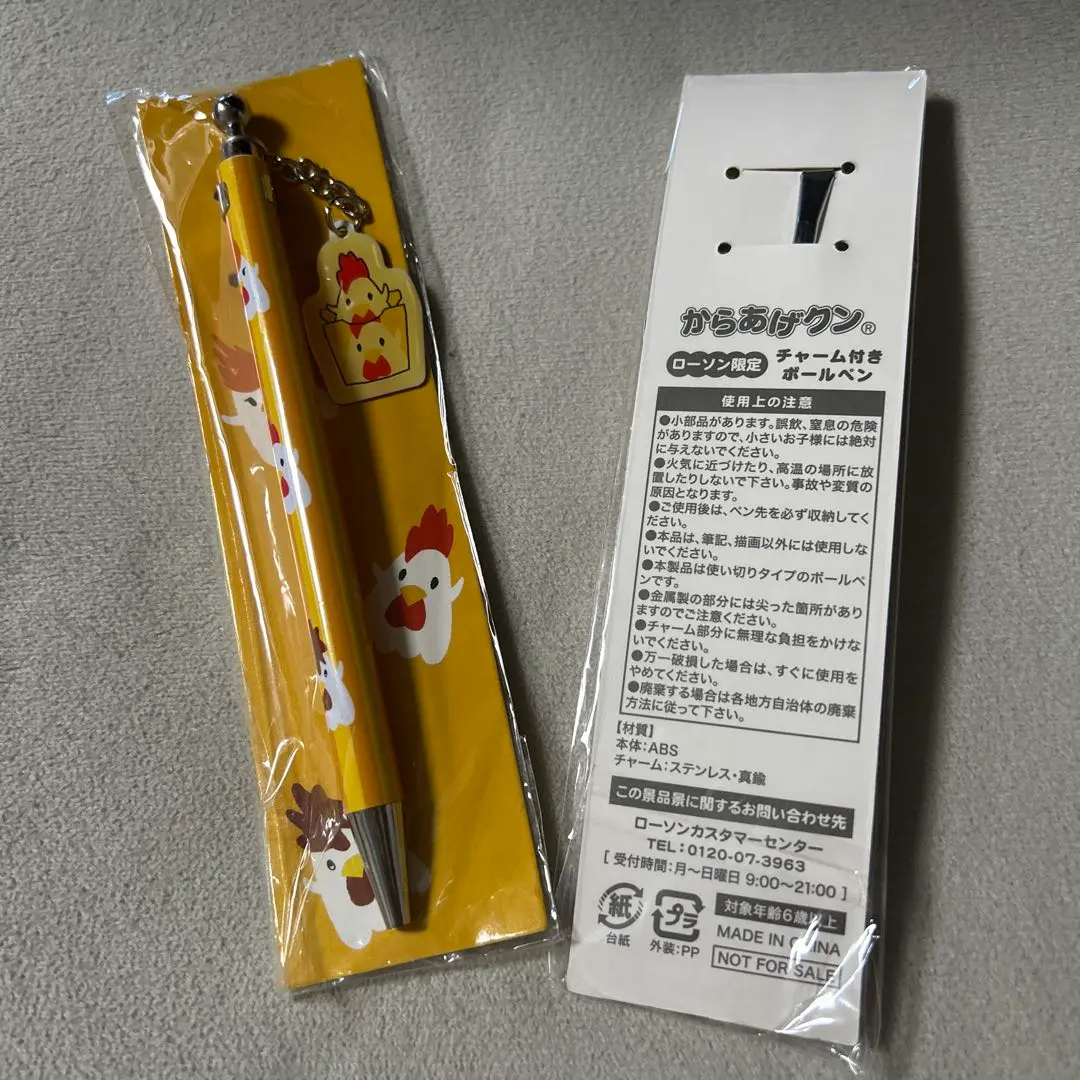 からあげクン®
ローソン限定 チャーム付き
ボールペン
使用上の注意
●小部品があります。誤飲、窒息の危険
がありますので、小さいお子様には絶対
に与えないでください。
●火気に近づけたり、高温の場所に放
置したりしないで下さい。事故や変質の
原因となります。
●ご使用後は、ペン先を必ず収納してく
ださい。
●本品は、筆記、描画以外には使用しな
いでください。
●本製品は使い切りタイプのボールペ
ンです。
●金属製の部分には尖った箇所があり
ますのでご注意ください。
●チャーム部分に無理な負担をかけな
いでください。
●万一破損した場合は、すぐに使用を
やめてください。
●廃棄する場合は各地方自治体の廃棄
方法に従って下さい。
【材質】
本体:ABS
チャーム:ステンレス・真鍮
この景品景に関するお問い合わせ先
ローソンカスタマーセンター
TEL:0120-07-3963
[ 受付時間:月～日曜日 9:00～21:00 ]
紙
台紙
プラ
外装:PP
対象年齢6歳以上
MADE IN CHINA
NOT FOR SALE